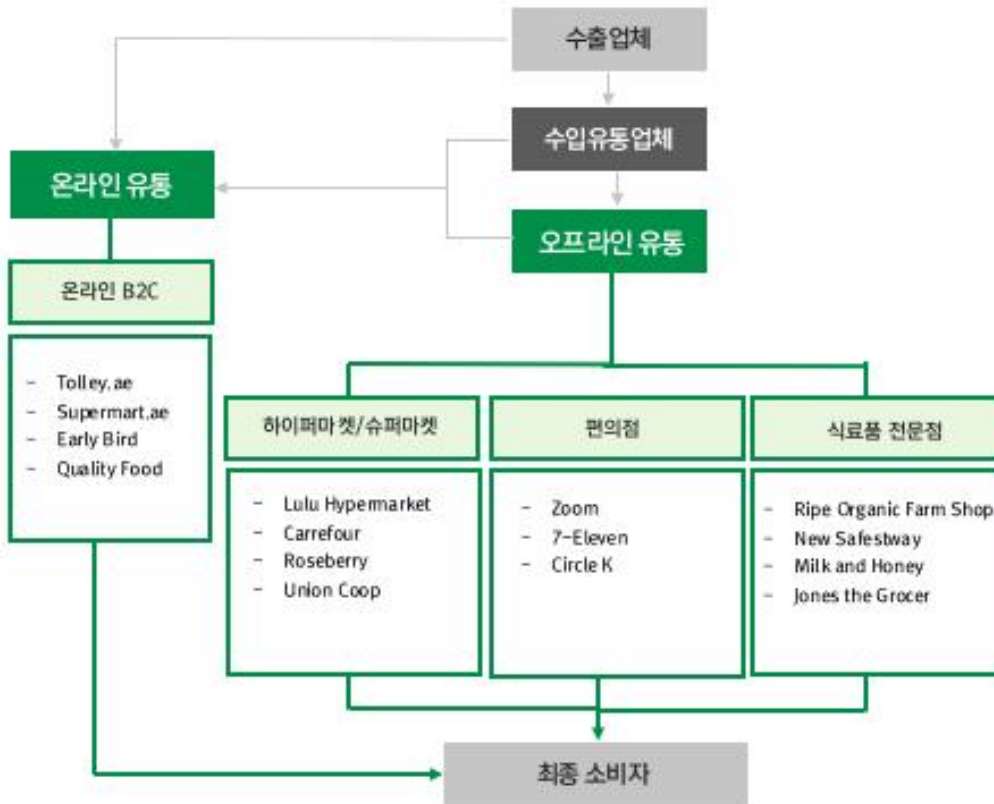 수출업체
수입유통업체
온라인 유통
오프라인 유통
온라인 B2C
- Tolley.ae
- Supermart.ae
- Early Bird
- Quality Food
하이퍼마켓/슈퍼마켓
- Lulu Hypermarket
- Carrefour
- Roseberry
- Union Coop
편의점
- Zoom
- 7-Eleven
- Circle K
식료품 전문점
- Ripe Organic Farm Shop
- New Safestway
- Milk and Honey
- Jones the Grocer
최종 소비자